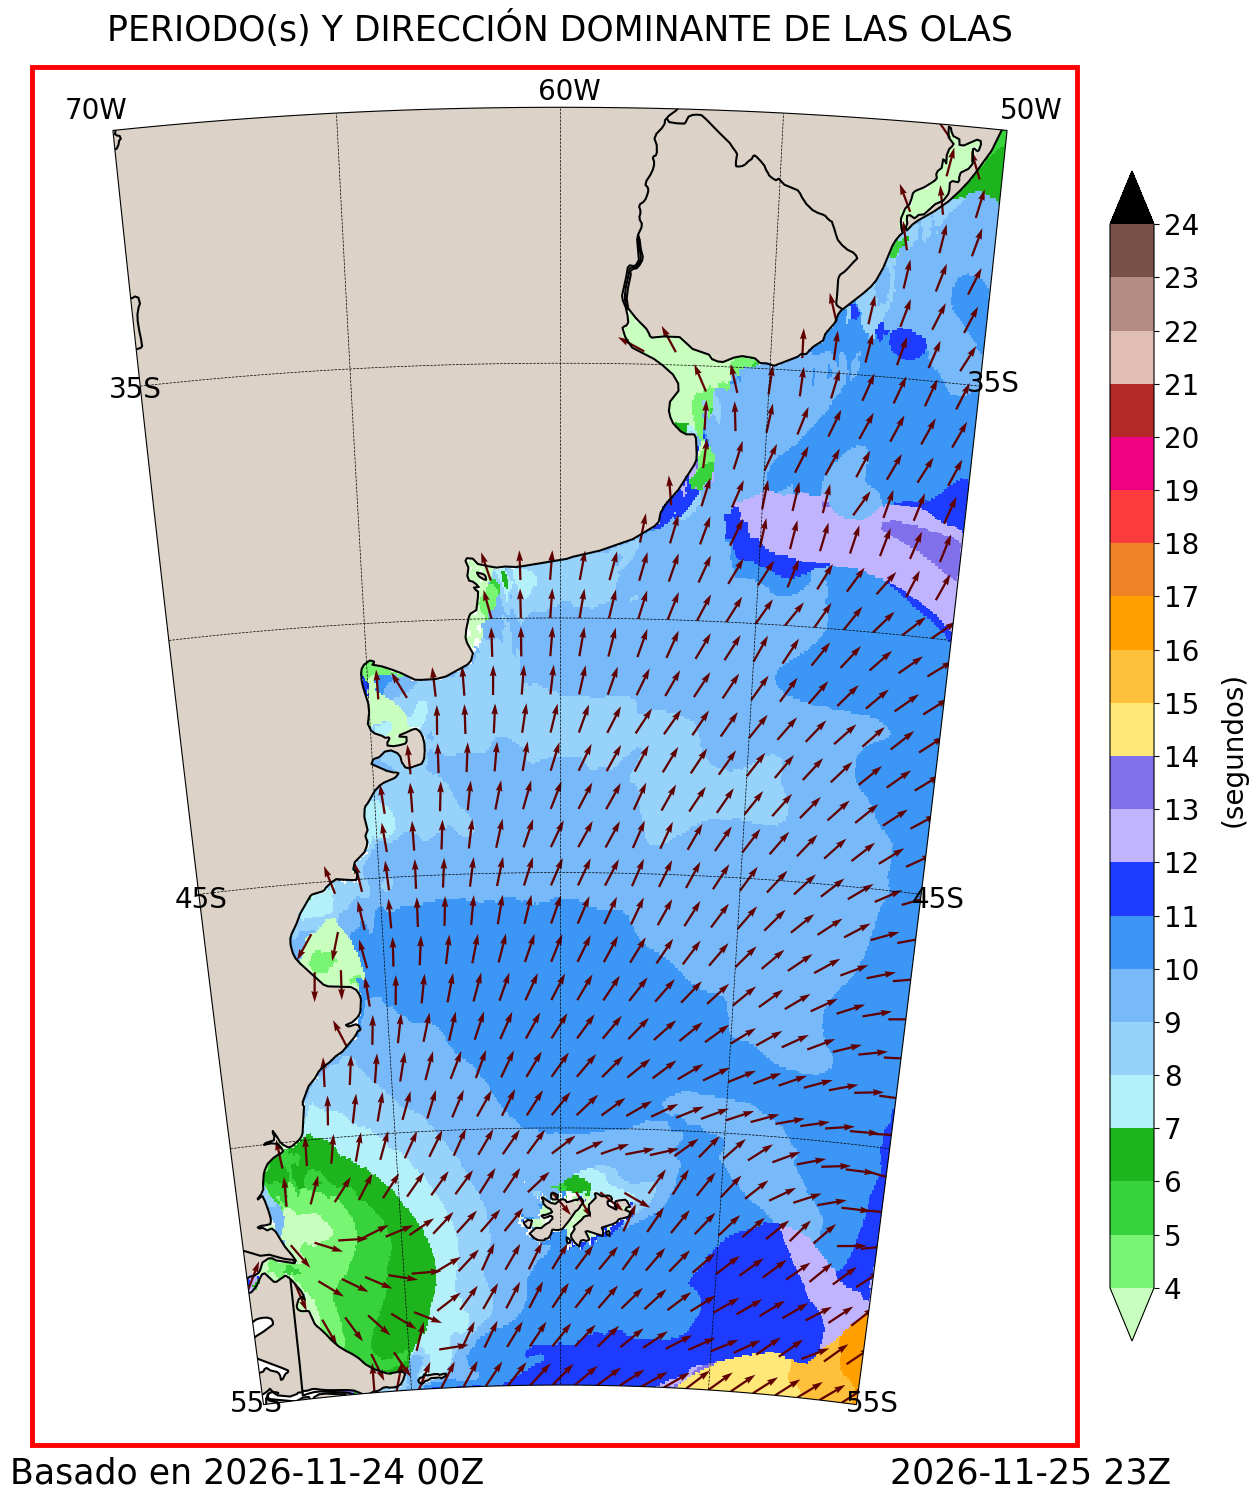 PERIODO(s) Y DIRECCIÓN DOMINANTE DE LAS OLAS
70W
60W
50W
35S
35S
45S
45S
55S
55S
24
23
22
21
20
19
18
17
16
15
14
13
12
11
10
9
8
7
6
5
4
(segundos)
Basado en 2026-11-24 00Z
2026-11-25 23Z